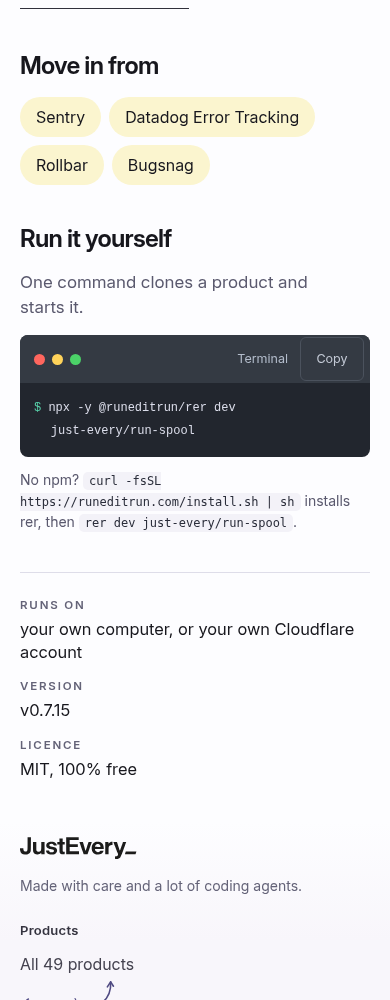 Move in from
Sentry
Datadog Error Tracking
Rollbar
Bugsnag
Run it yourself
One command clones a product and
starts it.
Terminal
Copy
$ npx -y @runeditrun/rer dev
just-every/run-spool
No npm? curl -fsSL
https://runeditrun.com/install.sh | sh installs
rer, then rer dev just-every/run-spool.
RUNS ON
your own computer, or your own Cloudflare
account
VERSION
v0.7.15
LICENCE
MIT, 100% free
JustEvery_
Made with care and a lot of coding agents.
Products
All 49 products